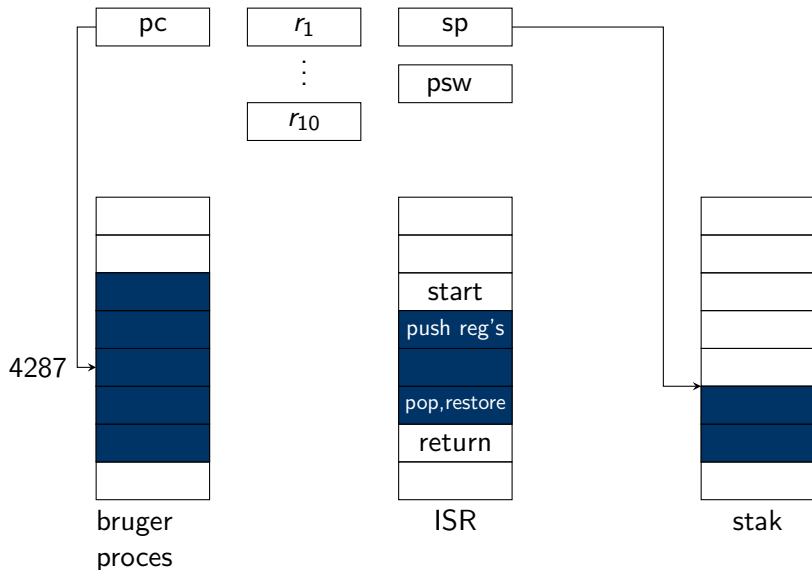 pc
r1
sp
⋮
psw
r10
start
push reg's
4287
pop,restore
return
bruger
proces
ISR
stak